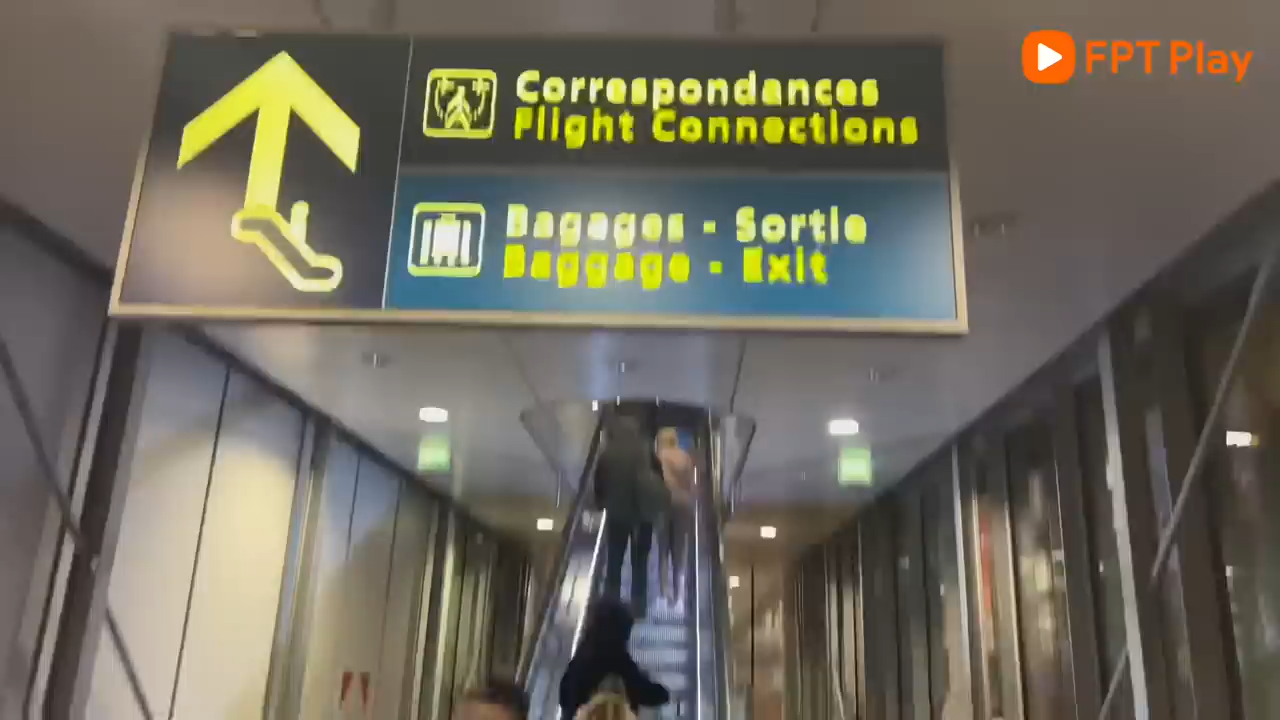 FPT Play
Correspondances
Flight Connections
Bagages - Sortie
Baggage - Exit